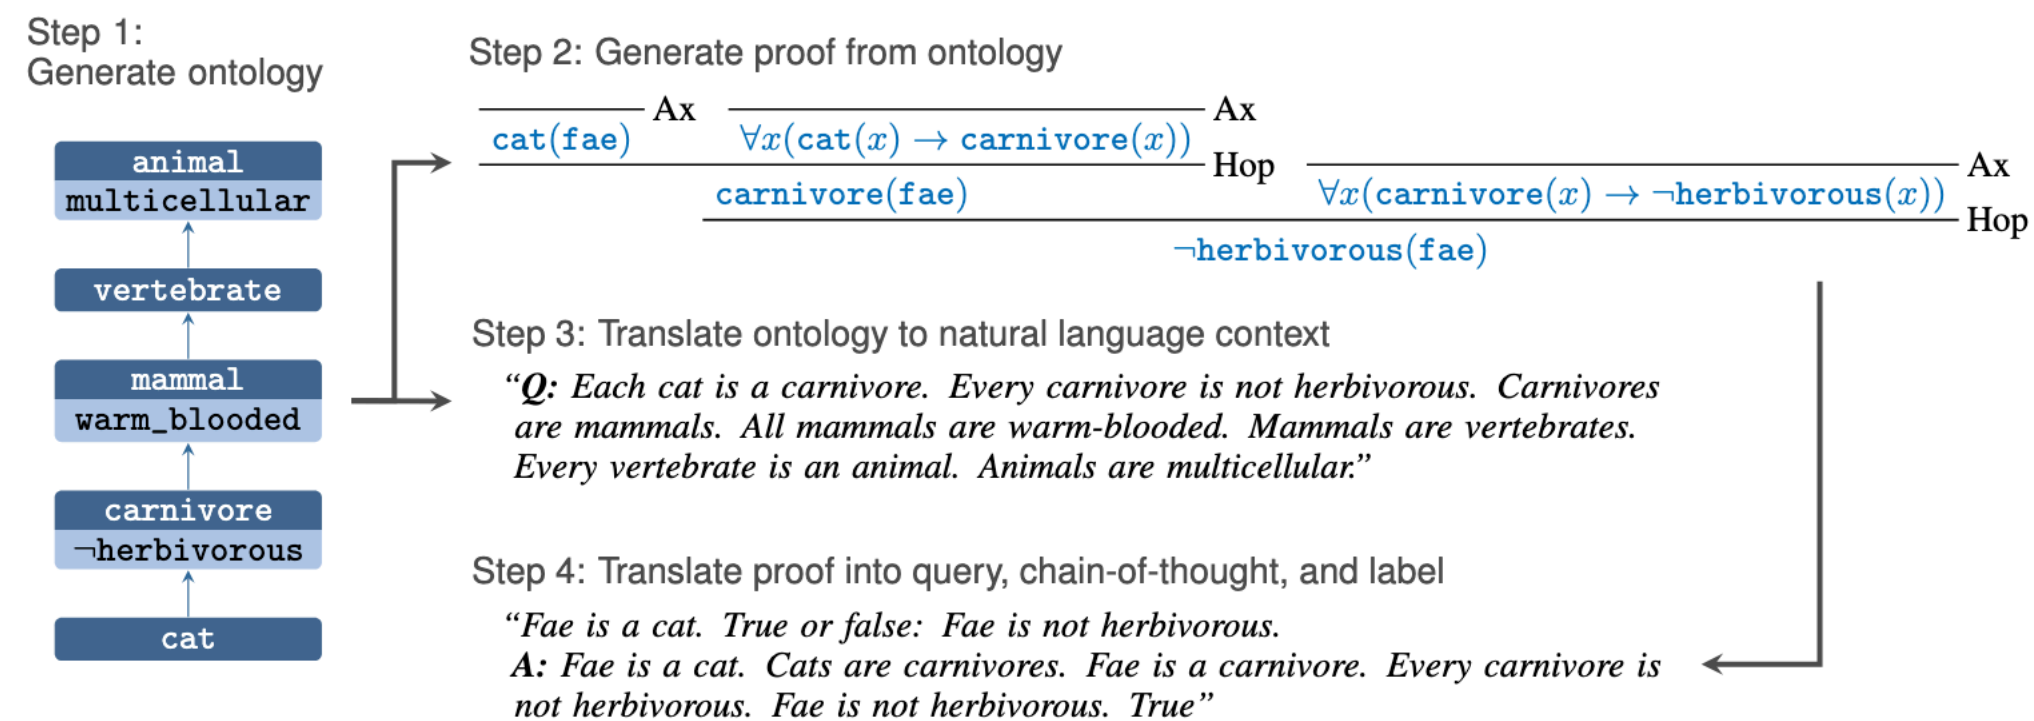 Step 1:
Generate ontology
animal
multicellular
vertebrate
mammal
warm_blooded
carnivore
¬herbivorous
cat
Step 2: Generate proof from ontology
Ax
Ax
cat(fae)
∀x(cat(x) → carnivore(x))
Hop
Ax
carnivore(fae)
∀x(carnivore(x) → ¬herbivorous(x))
Hop
¬herbivorous(fae)
Step 3: Translate ontology to natural language context
“Q: Each cat is a carnivore. Every carnivore is not herbivorous. Carnivores
are mammals. All mammals are warm-blooded. Mammals are vertebrates.
Every vertebrate is an animal. Animals are multicellular.”
Step 4: Translate proof into query, chain-of-thought, and label
“Fae is a cat. True or false: Fae is not herbivorous.
A: Fae is a cat. Cats are carnivores. Fae is a carnivore. Every carnivore is
not herbivorous. Fae is not herbivorous. True”